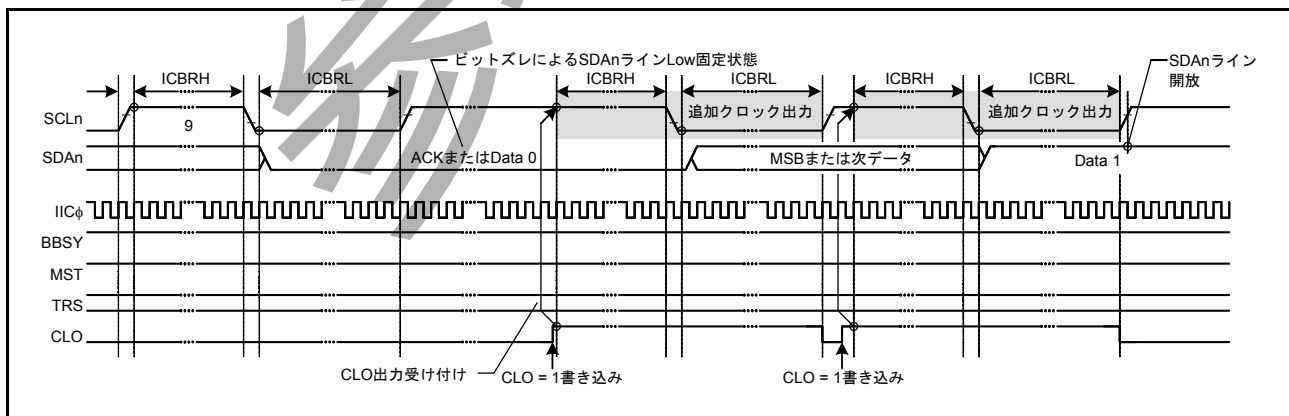 ビットズレによるSDAnラインLow固定状態
SDAnライン
開放
ICBRH
ICBRL
ICBRH
ICBRL
ICBRH
ICBRL
SCLn
9
追加クロック出力
追加クロック出力
SDAn
ACKまたはData 0
MSBまたは次データ
Data 1
IICφ
BBSY
MST
TRS
CLO
CLO出力受け付け
CLO = 1書き込み
CLO = 1書き込み